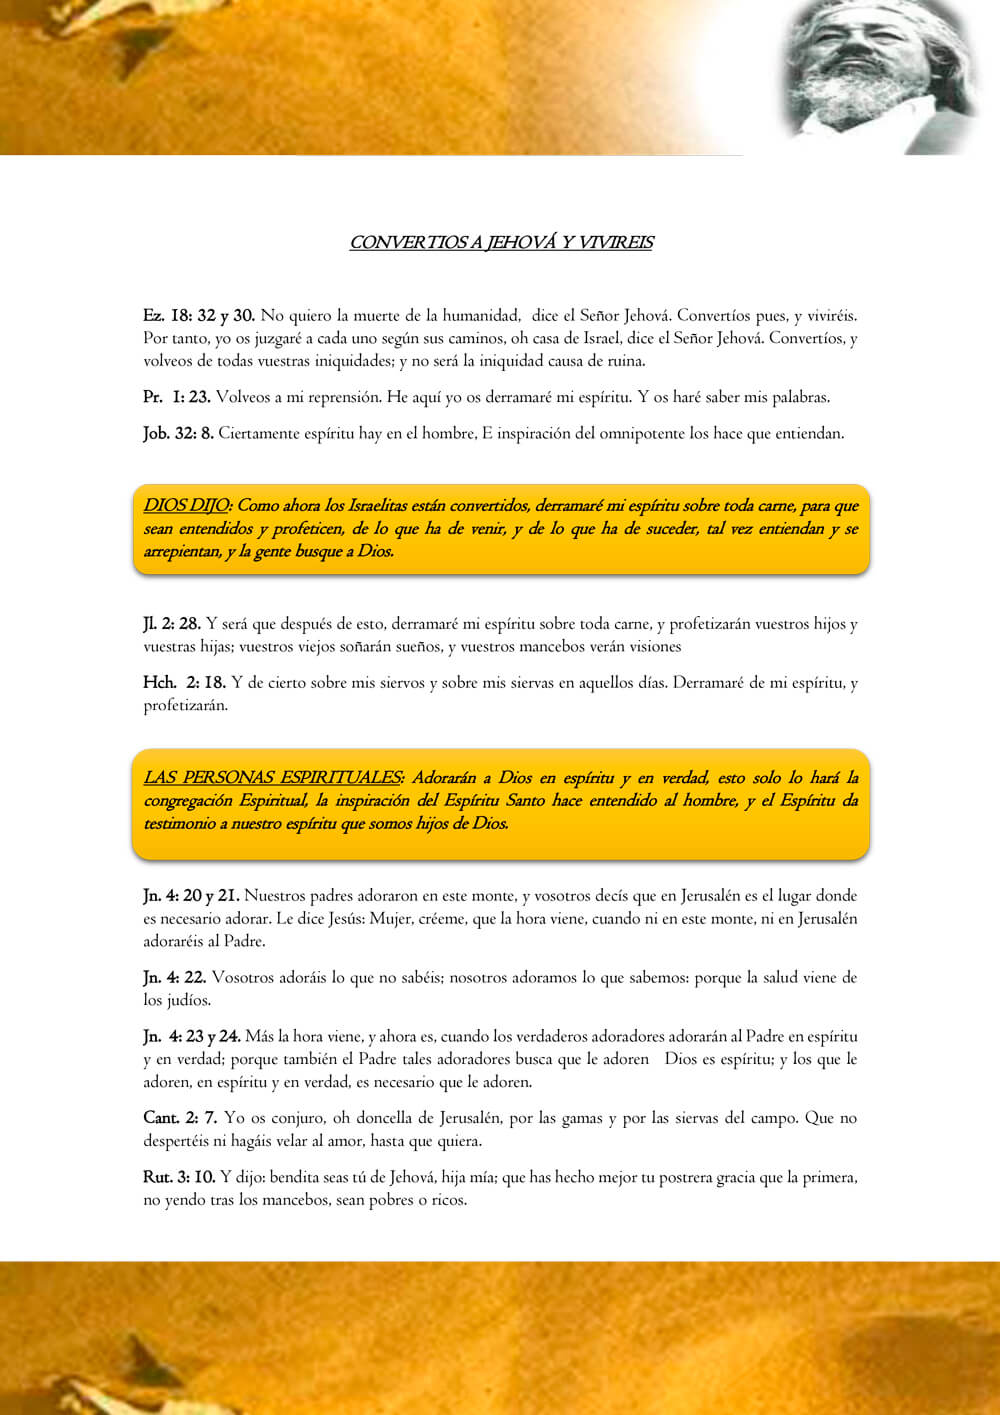 CONVERTIOS A JEHOVÁ Y VIVIREIS
Ez. 18: 32 y 30. No quiero la muerte de la humanidad, dice el Señor Jehová. Convertíos pues, y viviréis.
Por tanto, yo os juzgaré a cada uno según sus caminos, oh casa de Israel, dice el Señor Jehová. Convertíos, y
volveos de todas vuestras iniquidades; y no será la iniquidad causa de ruina.
Pr. 1: 23. Volveos a mi reprensión. He aquí yo os derramaré mi espíritu. Y os haré saber mis palabras.
Job. 32: 8. Ciertamente espíritu hay en el hombre, E inspiración del omnipotente los hace que entiendan.
DIOS DIJO: Como ahora los Israelitas están convertidos, derramaré mi espíritu sobre toda carne, para que
sean entendidos y profeticen, de lo que ha de venir, y de lo que ha de suceder, tal vez entiendan y se
arrepientan, y la gente busque a Dios.
Jl. 2: 28. Y será que después de esto, derramaré mi espíritu sobre toda carne, y profetizarán vuestros hijos y
vuestras hijas; vuestros viejos soñarán sueños, y vuestros mancebos verán visiones
Hch. 2: 18. Y de cierto sobre mis siervos y sobre mis siervas en aquellos días. Derramaré de mi espíritu, y
profetizarán.
LAS PERSONAS ESPIRITUALES: Adorarán a Dios en espíritu y en verdad, esto solo lo hará la
congregación Espiritual, la inspiración del Espíritu Santo hace entendido al hombre, y el Espíritu da
testimonio a nuestro espíritu que somos hijos de Dios.
Jn. 4: 20 y 21. Nuestros padres adoraron en este monte, y vosotros decís que en Jerusalén es el lugar donde
es necesario adorar. Le dice Jesús: Mujer, créeme, que la hora viene, cuando ni en este monte, ni en Jerusalén
adoraréis al Padre.
Jn. 4: 22. Vosotros adoráis lo que no sabéis; nosotros adoramos lo que sabemos: porque la salud viene de
los judíos.
Jn. 4: 23 y 24. Más la hora viene, y ahora es, cuando los verdaderos adoradores adorarán al Padre en espíritu
y en verdad; porque también el Padre tales adoradores busca que le adoren Dios es espíritu; y los que le
adoren, en espíritu y en verdad, es necesario que le adoren.
Cant. 2: 7. Yo os conjuro, oh doncella de Jerusalén, por las gamas y por las siervas del campo. Que no
despertéis ni hagáis velar al amor, hasta que quiera.
Rut. 3: 10. Y dijo: bendita seas tú de Jehová, hija mía; que has hecho mejor tu postrera gracia que la primera,
no yendo tras los mancebos, sean pobres o ricos.